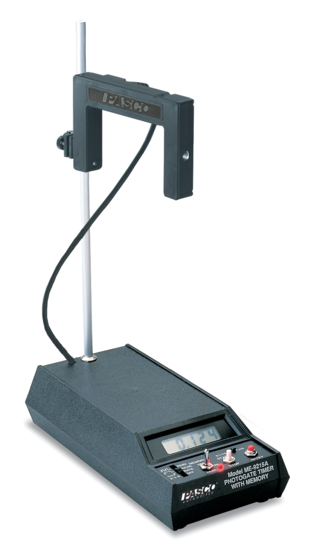 PASCO
0.124
Model ME-9215A
PHOTOGATE TIMER
WITH MEMORY
PASCO